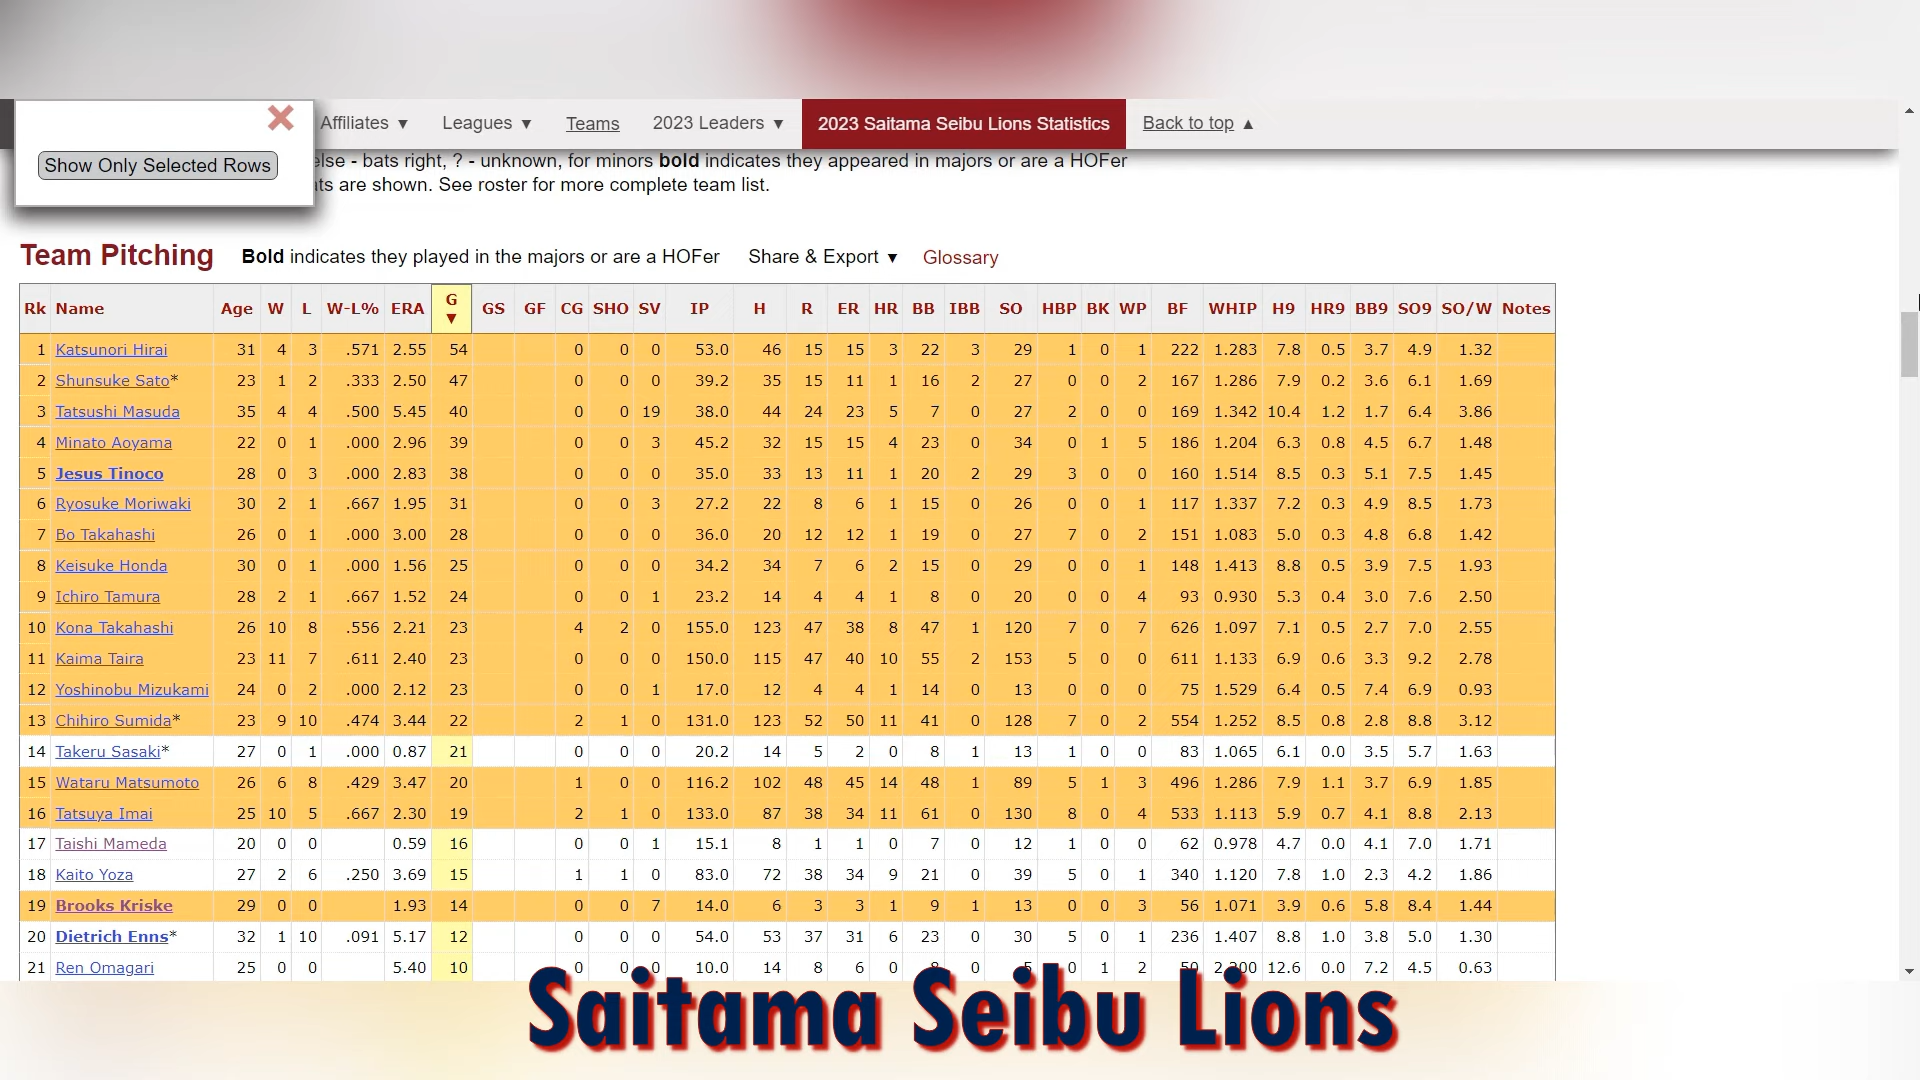 Affiliates ▼ Leagues ▼ Teams 2023 Leaders ▼ 2023 Saitama Seibu Lions Statistics Back to top ▲
Show Only Selected Rows
else - bats right, ? - unknown, for minors bold indicates they appeared in majors or are a HOFer
ats are shown. See roster for more complete team list.
Team Pitching Bold indicates they played in the majors or are a HOFer Share & Export ▼ Glossary
Rk Name Age W L W-L% ERA G ▼ GS GF CG SHO SV IP H R ER HR BB IBB SO HBP BK WP BF WHIP H9 HR9 BB9 SO9 SO/W Notes
1 Katsunori Hirai 31 4 3 .571 2.55 54 0 0 0 53.0 46 15 15 3 22 3 29 1 0 1 222 1.283 7.8 0.5 3.7 4.9 1.32
2 Shunsuke Sato* 23 1 2 .333 2.50 47 0 0 0 39.2 35 15 11 1 16 2 27 0 0 2 167 1.286 7.9 0.2 3.6 6.1 1.69
3 Tatsushi Masuda 35 4 4 .500 5.45 40 0 0 19 38.0 44 24 23 5 7 0 27 2 0 0 169 1.342 10.4 1.2 1.7 6.4 3.86
4 Minato Aoyama 22 0 1 .000 2.96 39 0 0 3 45.2 32 15 15 4 23 0 34 0 1 5 186 1.204 6.3 0.8 4.5 6.7 1.48
5 Jesus Tinoco 28 0 3 .000 2.83 38 0 0 0 35.0 33 13 11 1 20 2 29 3 0 0 160 1.514 8.5 0.3 5.1 7.5 1.45
6 Ryosuke Moriwaki 30 2 1 .667 1.95 31 0 0 3 27.2 22 8 6 1 15 0 26 0 0 1 117 1.337 7.2 0.3 4.9 8.5 1.73
7 Bo Takahashi 26 0 1 .000 3.00 28 0 0 0 36.0 20 12 12 1 19 0 27 7 0 2 151 1.083 5.0 0.3 4.8 6.8 1.42
8 Keisuke Honda 30 0 1 .000 1.56 25 0 0 0 34.2 34 7 6 2 15 0 29 0 0 1 148 1.413 8.8 0.5 3.9 7.5 1.93
9 Ichiro Tamura 28 2 1 .667 1.52 24 0 0 1 23.2 14 4 4 1 8 0 20 0 0 4 93 0.930 5.3 0.4 3.0 7.6 2.50
10 Kona Takahashi 26 10 8 .556 2.21 23 4 2 0 155.0 123 47 38 8 47 1 120 7 0 7 626 1.097 7.1 0.5 2.7 7.0 2.55
11 Kaima Taira 23 11 7 .611 2.40 23 0 0 0 150.0 115 47 40 10 55 2 153 5 0 0 611 1.133 6.9 0.6 3.3 9.2 2.78
12 Yoshinobu Mizukami 24 0 2 .000 2.12 23 0 0 1 17.0 12 4 4 1 14 0 13 0 0 0 75 1.529 6.4 0.5 7.4 6.9 0.93
13 Chihiro Sumida* 23 9 10 .474 3.44 22 2 1 0 131.0 123 52 50 11 41 0 128 7 0 2 554 1.252 8.5 0.8 2.8 8.8 3.12
14 Takeru Sasaki* 27 0 1 .000 0.87 21 0 0 0 20.2 14 5 2 0 8 1 13 1 0 0 83 1.065 6.1 0.0 3.5 5.7 1.63
15 Wataru Matsumoto 26 6 8 .429 3.47 20 1 0 0 116.2 102 48 45 14 48 1 89 5 1 3 496 1.286 7.9 1.1 3.7 6.9 1.85
16 Tatsuya Imai 25 10 5 .667 2.30 19 2 1 0 133.0 87 38 34 11 61 0 130 8 0 4 533 1.113 5.9 0.7 4.1 8.8 2.13
17 Taishi Mameda 20 0 0 0.59 16 0 0 1 15.1 8 1 1 0 7 0 12 1 0 0 62 0.978 4.7 0.0 4.1 7.0 1.71
18 Kaito Yoza 27 2 6 .250 3.69 15 1 1 0 83.0 72 38 34 9 21 0 39 5 0 1 340 1.120 7.8 1.0 2.3 4.2 1.86
19 Brooks Kriske 29 0 0 1.93 14 0 0 7 14.0 6 3 3 1 9 1 13 0 0 3 56 1.071 3.9 0.6 5.8 8.4 1.44
20 Dietrich Enns* 32 1 10 .091 5.17 12 0 0 0 54.0 53 37 31 6 23 0 30 5 0 1 236 1.407 8.8 1.0 3.8 5.0 1.30
21 Ren Omagari 25 0 0 5.40 10 0 0 0 10.0 14 8 6 0 8 0 5 0 1 2 50 2.200 12.6 0.0 7.2 4.5 0.63
Saitama Seibu Lions